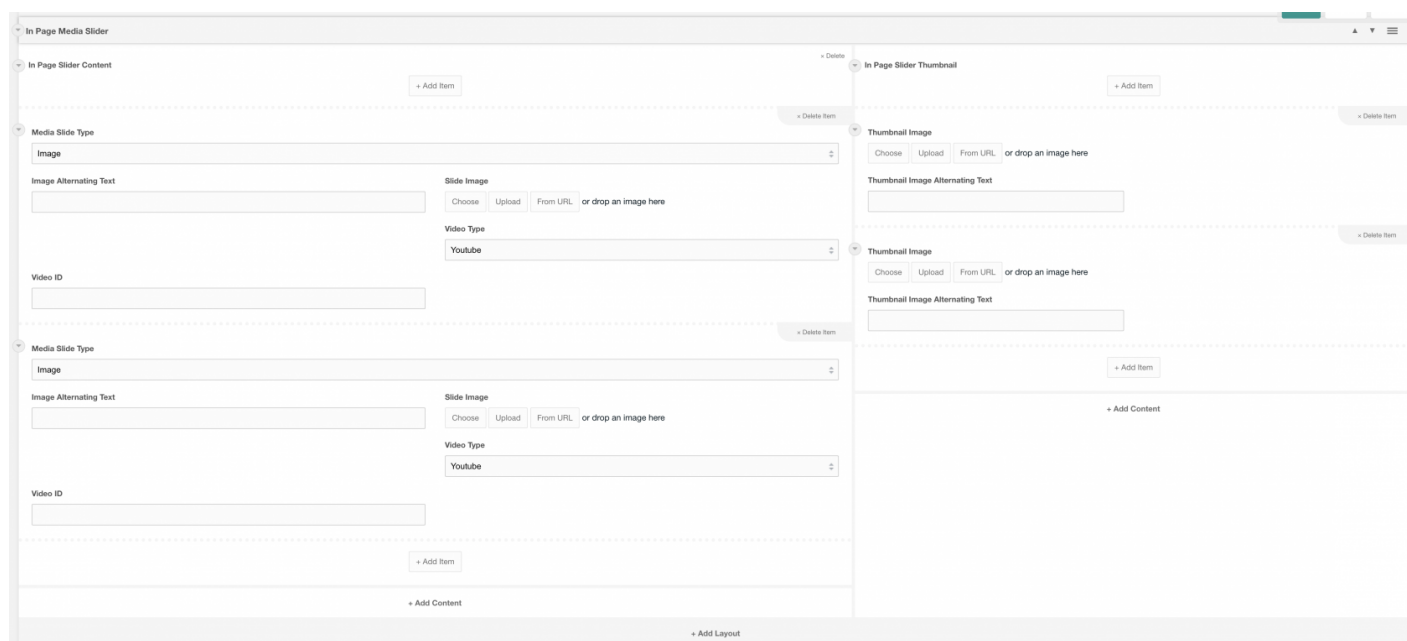 In Page Media Slider
In Page Slider Content
× Delete
+ Add Item
× Delete Item
Media Slide Type
Image
Image Alternating Text
Slide Image
Choose Upload From URL or drop an image here
Video Type
Youtube
Video ID
× Delete Item
Media Slide Type
Image
Image Alternating Text
Slide Image
Choose Upload From URL or drop an image here
Video Type
Youtube
Video ID
+ Add Item
+ Add Content
In Page Slider Thumbnail
+ Add Item
× Delete Item
Thumbnail Image
Choose Upload From URL or drop an image here
Thumbnail Image Alternating Text
× Delete Item
Thumbnail Image
Choose Upload From URL or drop an image here
Thumbnail Image Alternating Text
+ Add Item
+ Add Content
+ Add Layout